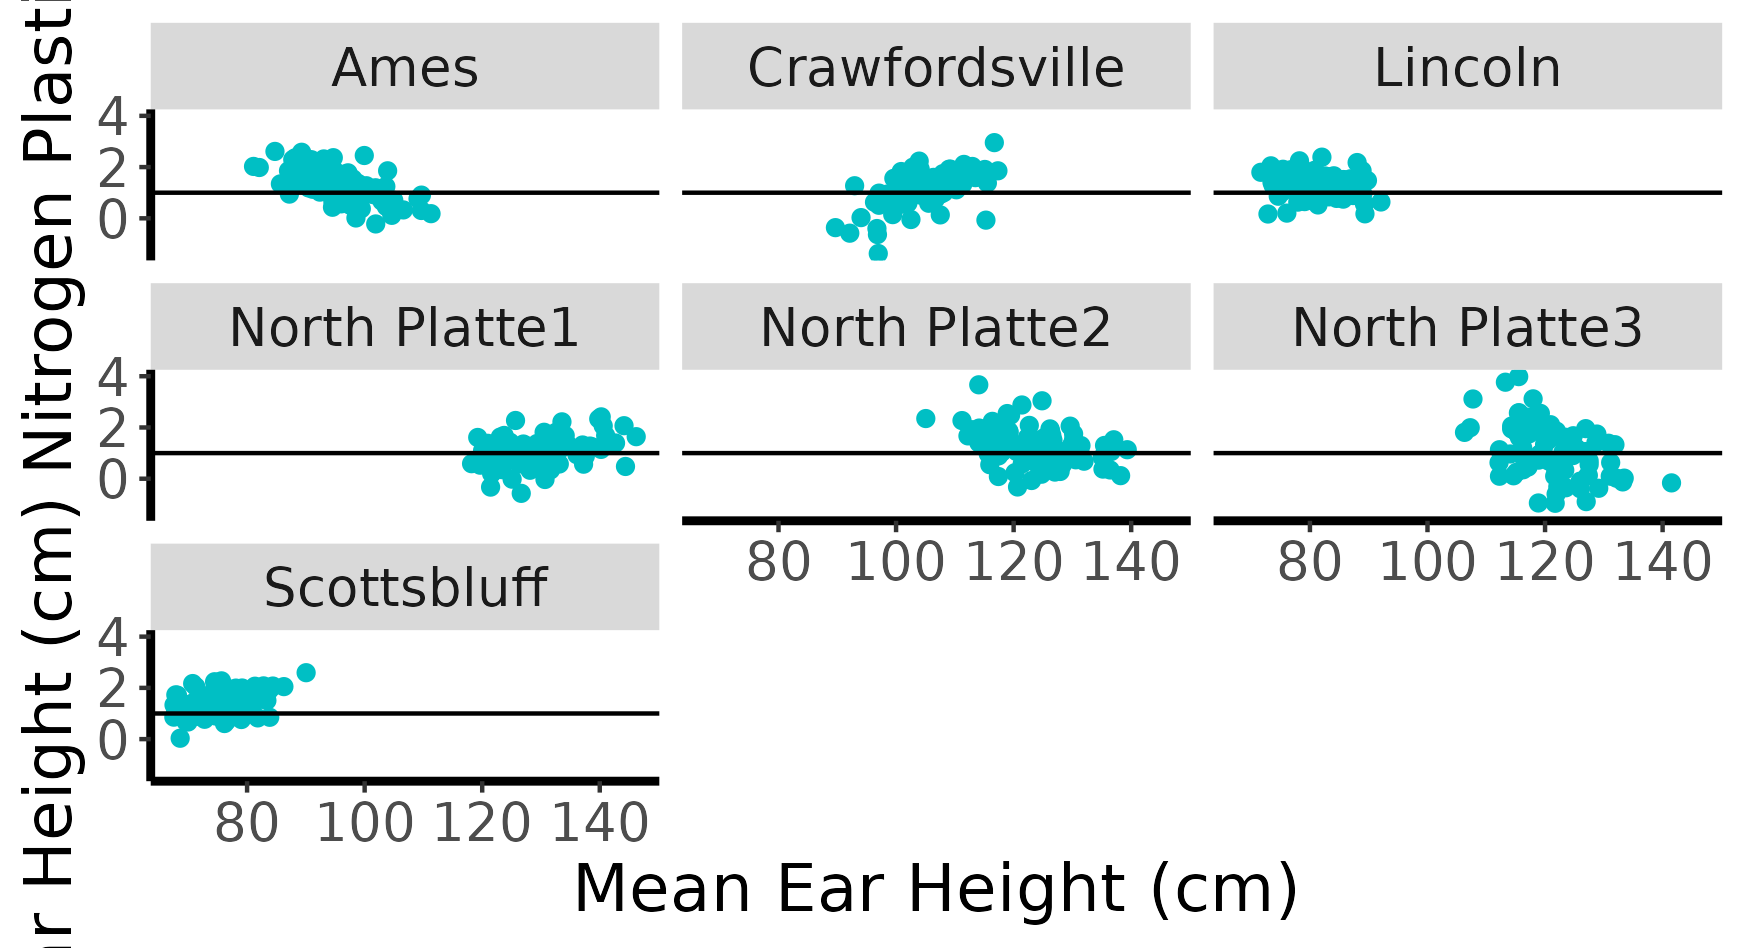 Ames Crawfordsville Lincoln
4
2
0
North Platte1 North Platte2 North Platte3
4
2
0
80 100 120 140 80 100 120 140
Scottsbluff
4
2
0
80 100 120 140
Mean Ear Height (cm)
Height (cm) Nitrogen